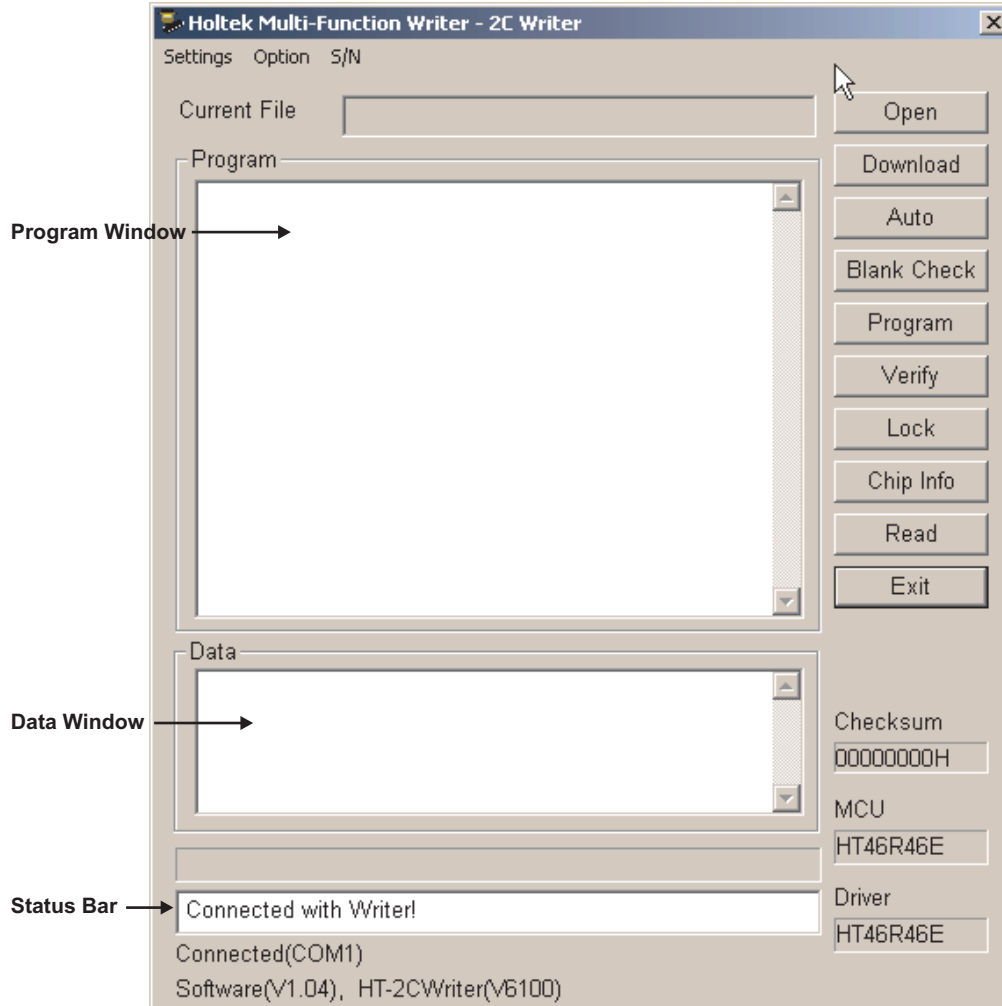 Holtek Multi-Function Writer - 2C Writer
Settings Option S/N
Current File
Open
Program
Download
Auto
Program Window
Blank Check
Program
Verify
Lock
Chip Info
Read
Exit
Data
Data Window
Checksum
00000000H
MCU
HT46R46E
Driver
HT46R46E
Status Bar
Connected with Writer!
Connected(COM1)
Software(V1.04), HT-2CWriter(V6100)